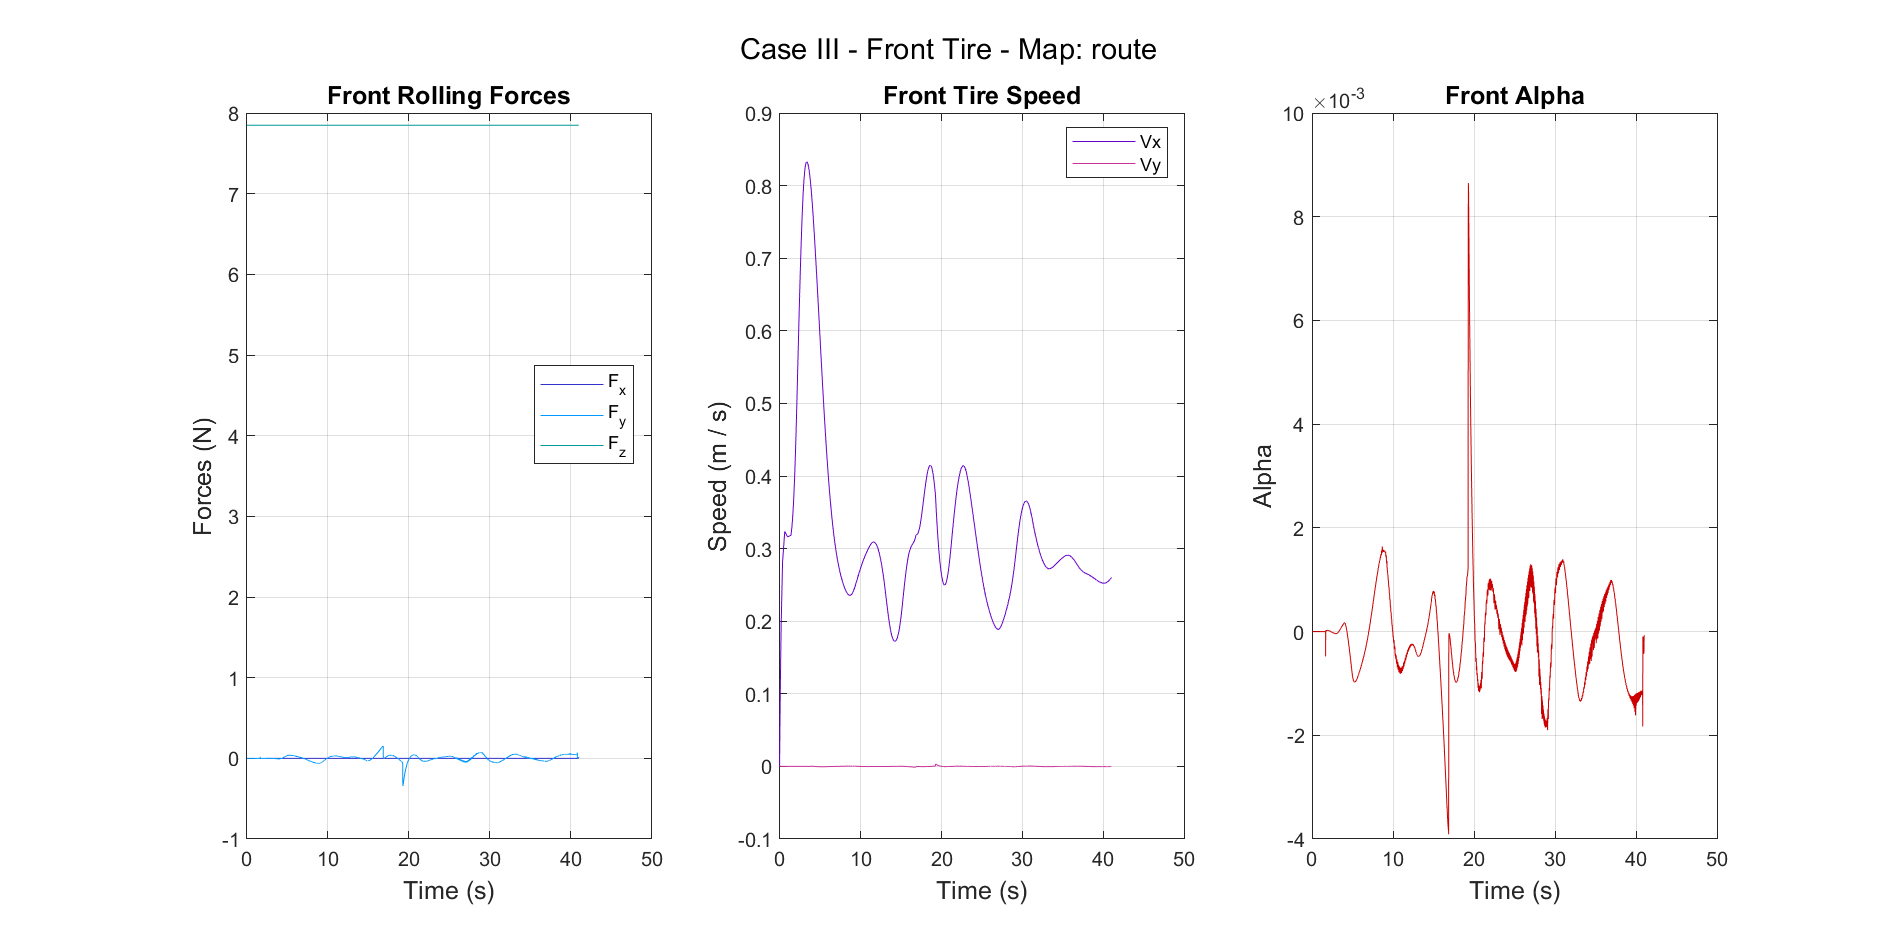 Case III - Front Tire - Map: route
Front Rolling Forces
8
7
6
5
4
3
2
1
0
-1
0 10 20 30 40 50
Forces (N)
Time (s)
Fx
Fy
Fz
Front Tire Speed
0.9
0.8
0.7
0.6
0.5
0.4
0.3
0.2
0.1
0
-0.1
0 10 20 30 40 50
Speed (m / s)
Time (s)
Vx
Vy
Front Alpha
×10-3
10
8
6
4
2
0
-2
-4
0 10 20 30 40 50
Alpha
Time (s)